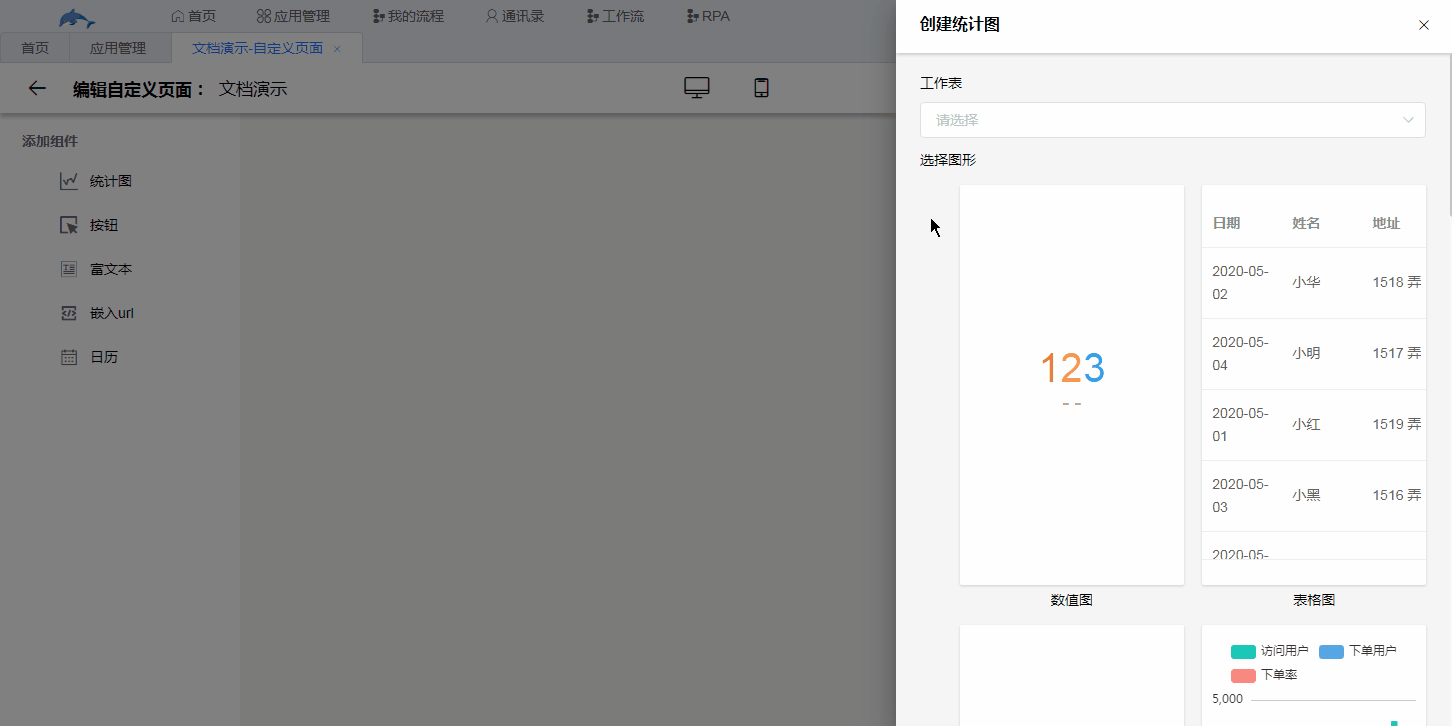 首页 应用管理 我的流程 通讯录 工作流 RPA
首页 应用管理 文档演示-自定义页面 ×
编辑自定义页面： 文档演示
添加组件
统计图
按钮
富文本
嵌入url
日历
创建统计图
工作表
请选择
选择图形
123
- -
数值图
日期 姓名 地址
2020-05-02 小华 1518 弄
2020-05-04 小明 1517 弄
2020-05-01 小红 1519 弄
2020-05-03 小黑 1516 弄
2020-05-
表格图
访问用户 下单用户
下单率
5,000